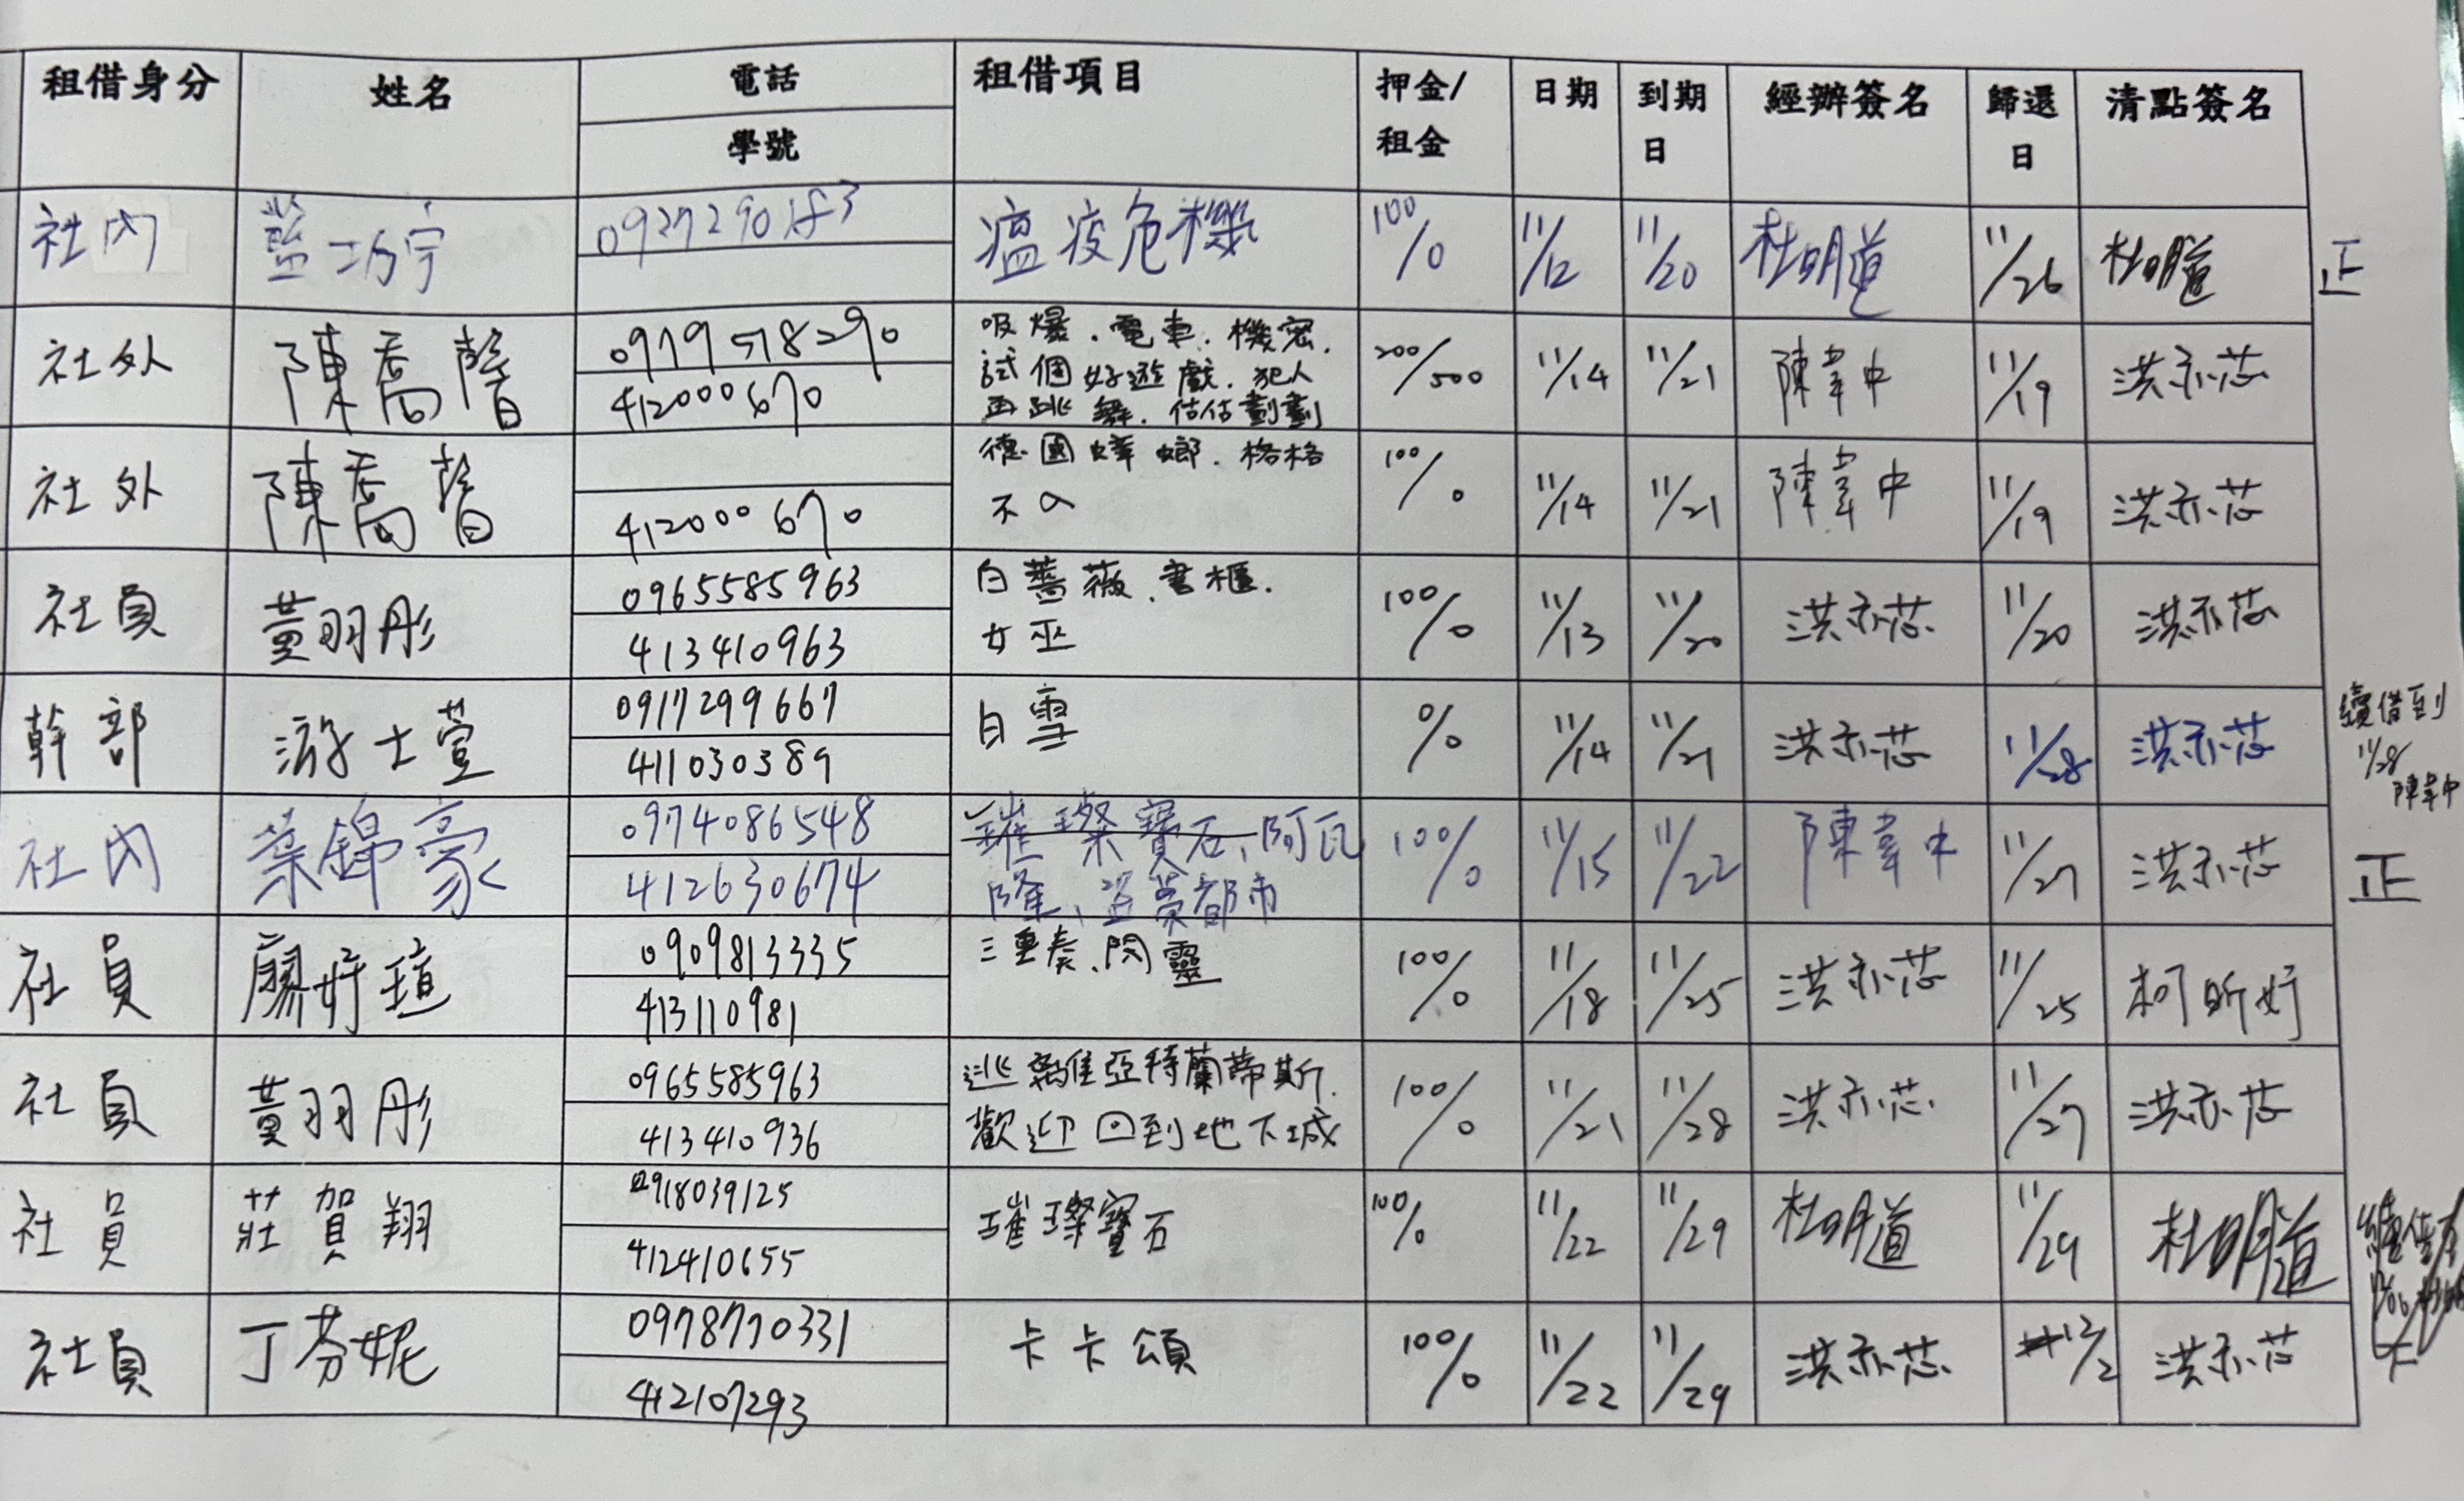 租借身分 姓名 電話 租借項目 押金/ 日期 到期 經辦簽名 歸還 清點簽名
學號 租金 日 日
社內 藍 宇 瘟疫危機 100/0 11/12 11/20 杜明道 11/26 杜明道 正
社外 陳喬馨 0979578290 吸爆、電車、機密、
412000670 試個好遊戲、犯人 200/500 11/14 11/21 陳韋中 11/19 洪亦芯
再跳舞、估估劃劃
社外 陳喬馨 德國蟑螂、格格 100/0 11/14 11/21 陳韋中 11/19 洪亦芯
412000670 不入
社員 黃羽彤 0965585963 白薔薇、書櫃、 100/0 11/13 11/20 洪亦芯 11/20 洪亦芯
413410963 女巫
幹部 游士萱 0917299667 白雪 0/0 11/14 11/21 洪亦芯 11/28 洪亦芯 續借到
411030389 11/28
陳韋中
社內 葉錦豪 0974086548 璀璨寶石、阿瓦 100/0 11/15 11/22 陳韋中 11/27 洪亦芯 正
412630674 隆、盜夢都市
社員 廖妤瑄 0909813335 三重奏、閃靈 100/0 11/18 11/25 洪亦芯 11/25 柯昕妤
413110981
社員 黃羽彤 0965585963 逃離亞特蘭蒂斯、 100/0 11/21 11/28 洪亦芯 11/27 洪亦芯
413410936 歡迎回到地下城
社員 莊賀翔 0918039125 璀璨寶石 100/0 11/22 11/29 杜明道 11/29 杜明道
412410655
社員 丁芬妮 0978770331 卡卡頌 100/0 11/22 11/29 洪亦芯 12/2 洪亦芯
412107293